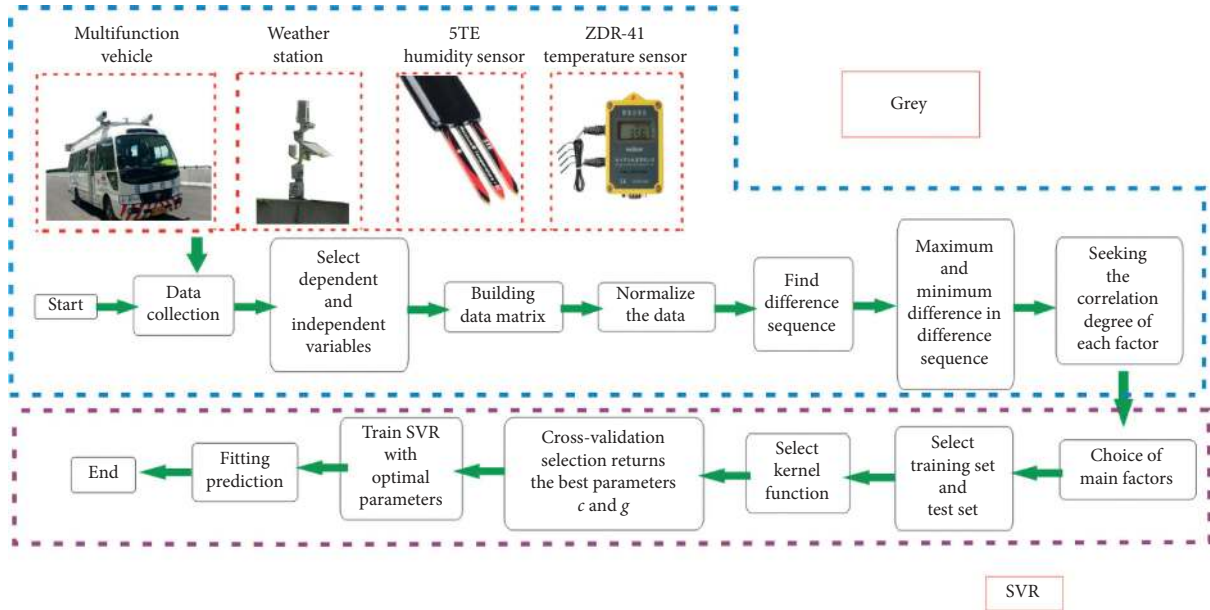 Multifunction
vehicle
Weather
station
5TE
humidity sensor
ZDR-41
temperature sensor
Grey
Start
Data
collection
Select
dependent
and
independent
variables
Building
data matrix
Normalize
the data
Find
difference
sequence
Maximum
and
minimum
difference in
difference
sequence
Seeking
the
correlation
degree of
each factor
Choice of
main factors
Select
training set
and
test set
Select
kernel
function
Cross-validation
selection returns
the best parameters
c and g
Train SVR
with
optimal
parameters
Fitting
prediction
End
SVR